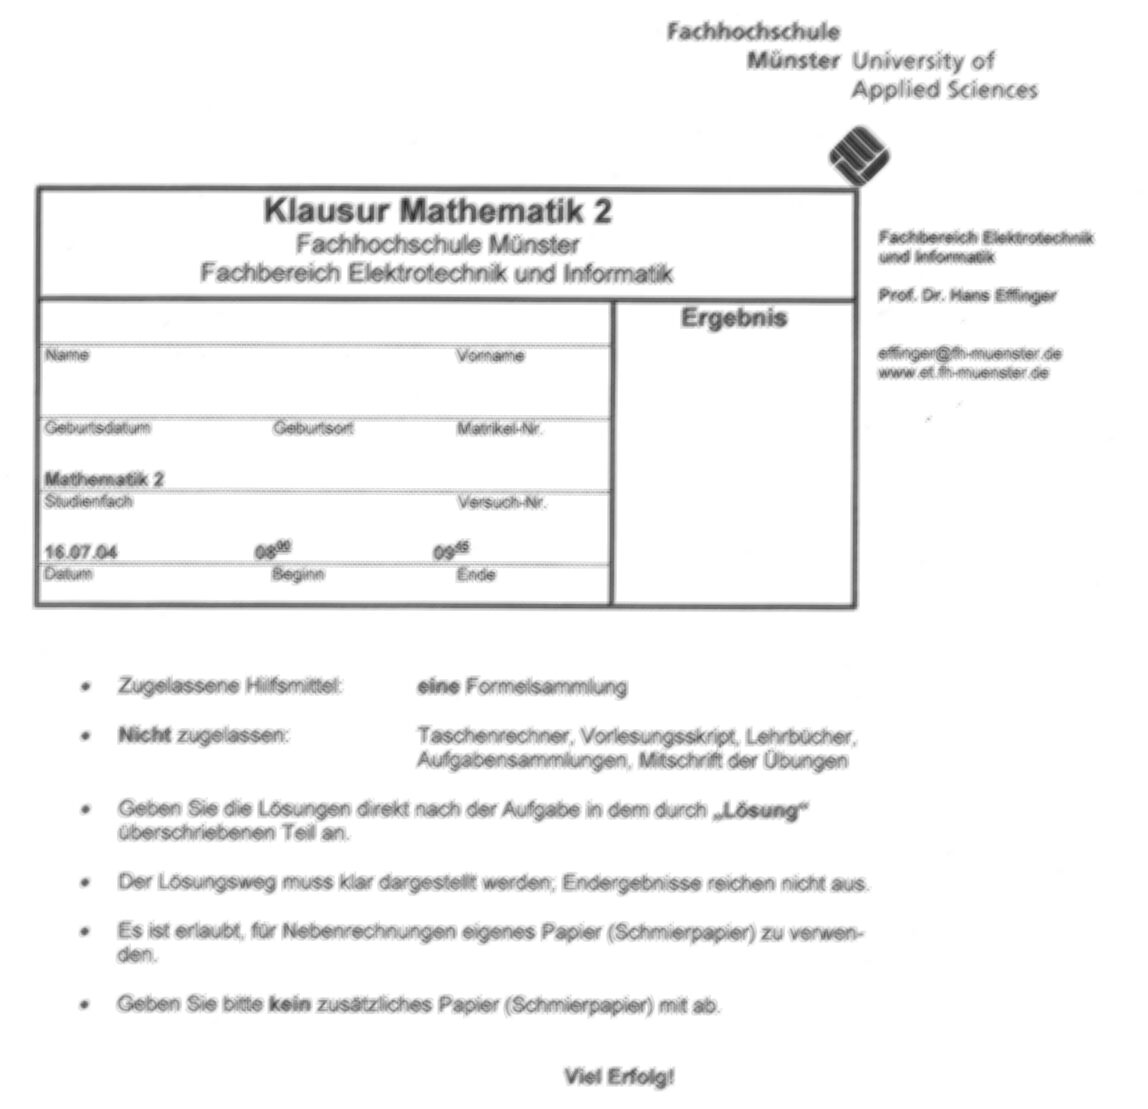 Fachhochschule
Münster University of
Applied Sciences
Klausur Mathematik 2
Fachhochschule Münster
Fachbereich Elektrotechnik und Informatik
Fachbereich Elektrotechnik
und Informatik
Prof. Dr. Hans Effinger
effinger@fh-muenster.de
www.et.fh-muenster.de
Ergebnis
Name Vorname
Geburtsdatum Geburtsort Matrikel-Nr.
Mathematik 2
Studienfach Versuch-Nr.
16.07.04 08⁰⁰ 09⁴⁵
Datum Beginn Ende
• Zugelassene Hilfsmittel: eine Formelsammlung
• Nicht zugelassen: Taschenrechner, Vorlesungsskript, Lehrbücher,
Aufgabensammlungen, Mitschrift der Übungen
• Geben Sie die Lösungen direkt nach der Aufgabe in dem durch „Lösung“
überschriebenen Teil an.
• Der Lösungsweg muss klar dargestellt werden; Endergebnisse reichen nicht aus.
• Es ist erlaubt, für Nebenrechnungen eigenes Papier (Schmierpapier) zu verwen-
den.
• Geben Sie bitte kein zusätzliches Papier (Schmierpapier) mit ab.
Viel Erfolg!